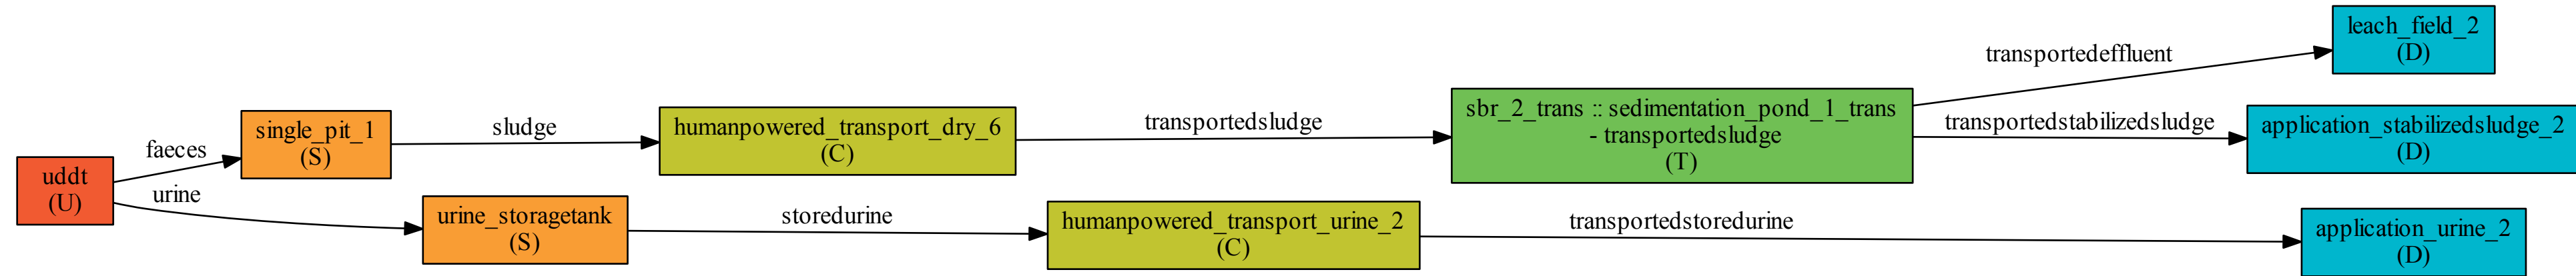 uddt
(U)
faeces
urine
single_pit_1
(S)
urine_storagetank
(S)
sludge
storedurine
humanpowered_transport_dry_6
(C)
humanpowered_transport_urine_2
(C)
transportedsludge
transportedstoredurine
sbr_2_trans :: sedimentation_pond_1_trans
- transportedsludge
(T)
transportedeffluent
transportedstabilizedsludge
leach_field_2
(D)
application_stabilizedsludge_2
(D)
application_urine_2
(D)